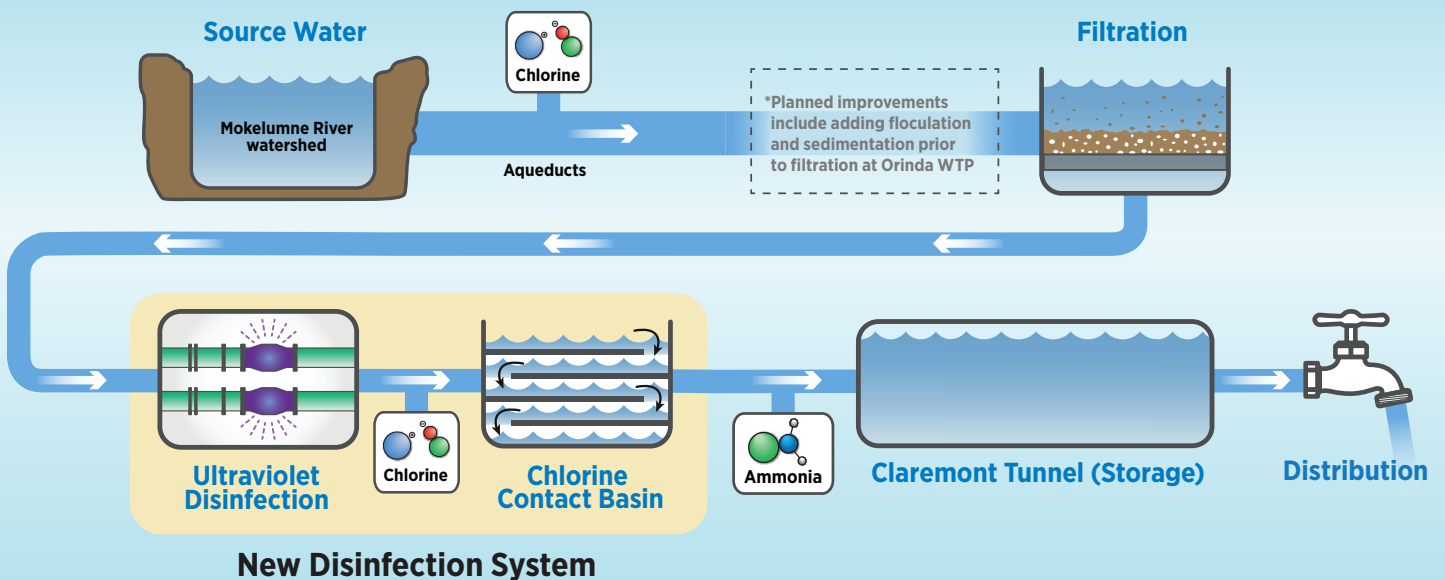 Source Water
Mokelumne River
watershed
Chlorine
Aqueducts
*Planned improvements
include adding floculation
and sedimentation prior
to filtration at Orinda WTP
Filtration
Ultraviolet
Disinfection
Chlorine
Chlorine
Contact Basin
Ammonia
Claremont Tunnel (Storage)
Distribution
New Disinfection System